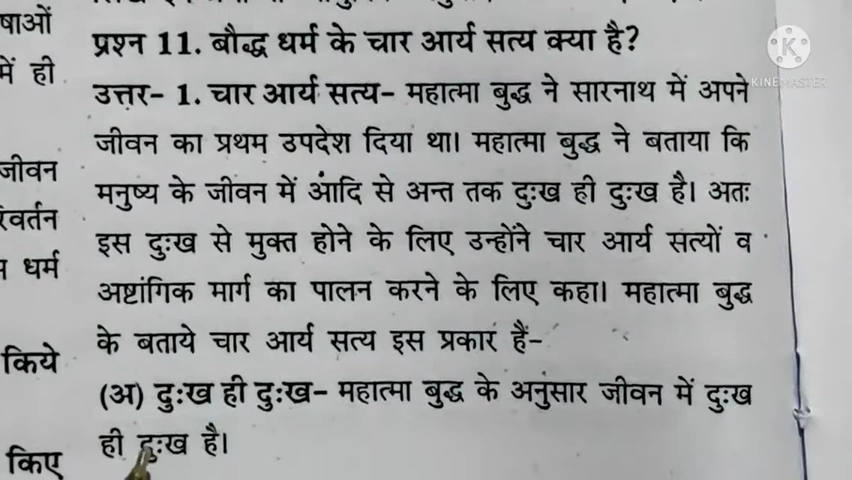 षाओं
में ही
जीवन
रिवर्तन
धर्म
किये
किए
प्रश्न 11. बौद्ध धर्म के चार आर्य सत्य क्या है?
उत्तर- 1. चार आर्य सत्य- महात्मा बुद्ध ने सारनाथ में अपने
जीवन का प्रथम उपदेश दिया था। महात्मा बुद्ध ने बताया कि
मनुष्य के जीवन में आदि से अन्त तक दुःख ही दुःख है। अतः
इस दुःख से मुक्त होने के लिए उन्होंने चार आर्य सत्यों व
अष्टांगिक मार्ग का पालन करने के लिए कहा। महात्मा बुद्ध
के बताये चार आर्य सत्य इस प्रकार हैं-
(अ) दुःख ही दुःख- महात्मा बुद्ध के अनुसार जीवन में दुःख
ही दुःख है।
K
KINEMASTER